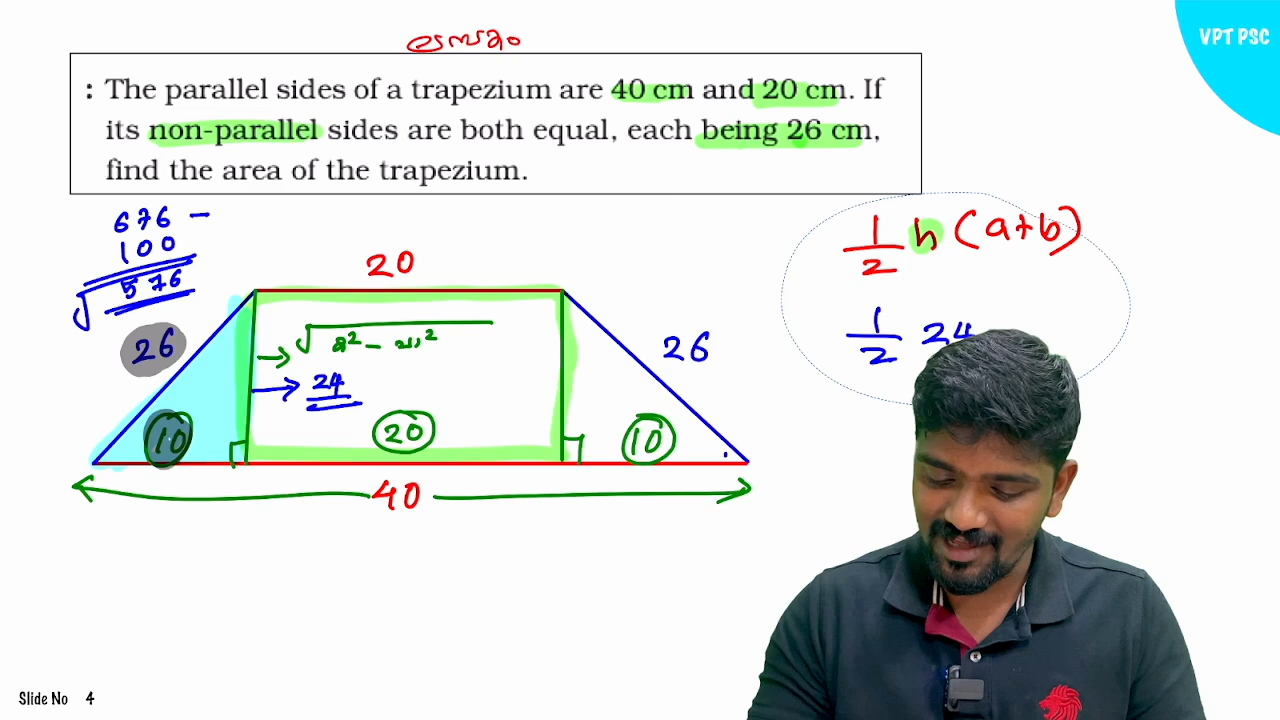 VPT PSC
: The parallel sides of a trapezium are 40 cm and 20 cm. If
its non-parallel sides are both equal, each being 26 cm,
find the area of the trapezium.
676 –
100
√576
20
26
10
24
20
26
10
40
1/2 h (a+b)
1/2 24
Slide No 4